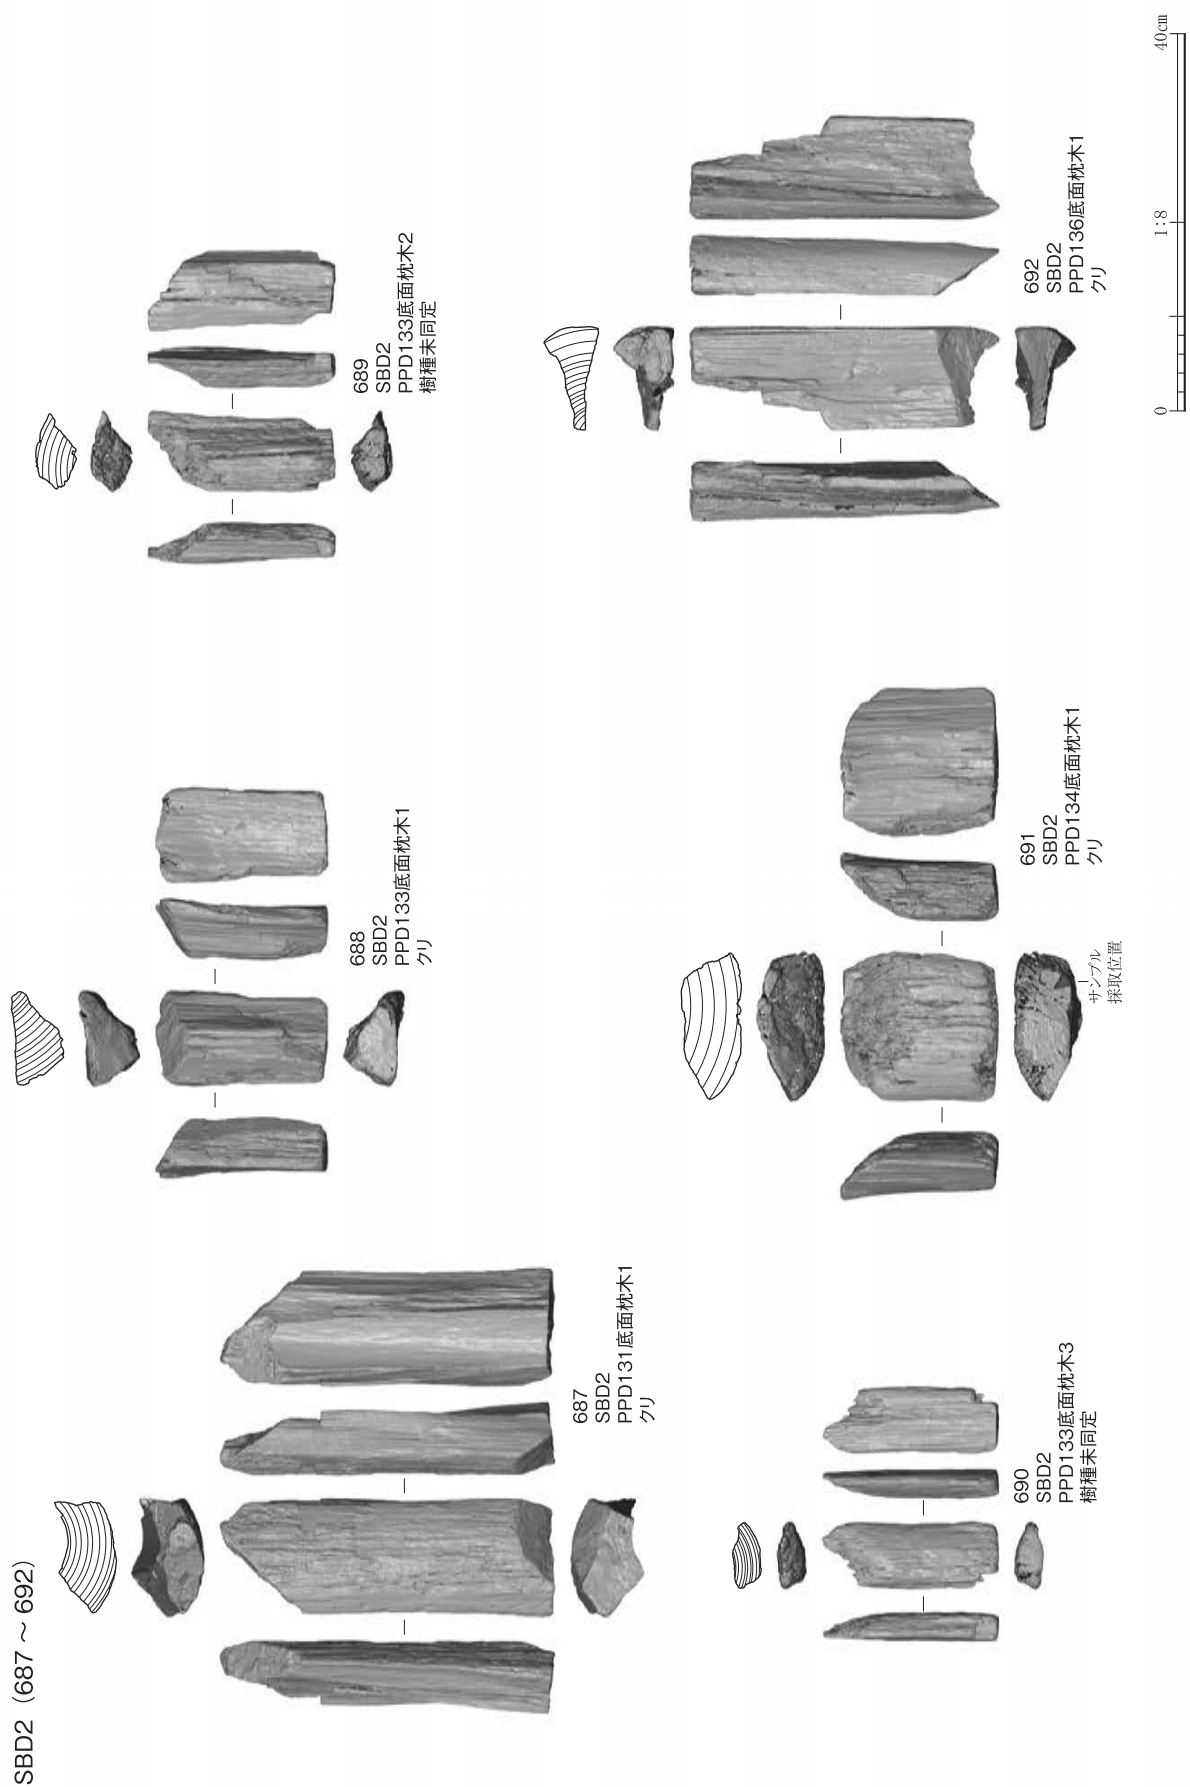 SBD2（687～692）
687
SBD2
PPD131底面枕木1
クリ
688
SBD2
PPD133底面枕木1
クリ
689
SBD2
PPD133底面枕木2
樹種未同定
690
SBD2
PPD133底面枕木3
樹種未同定
691
SBD2
PPD134底面枕木1
クリ
サンプル
採取位置
692
SBD2
PPD136底面枕木1
クリ
0
1:8
40cm